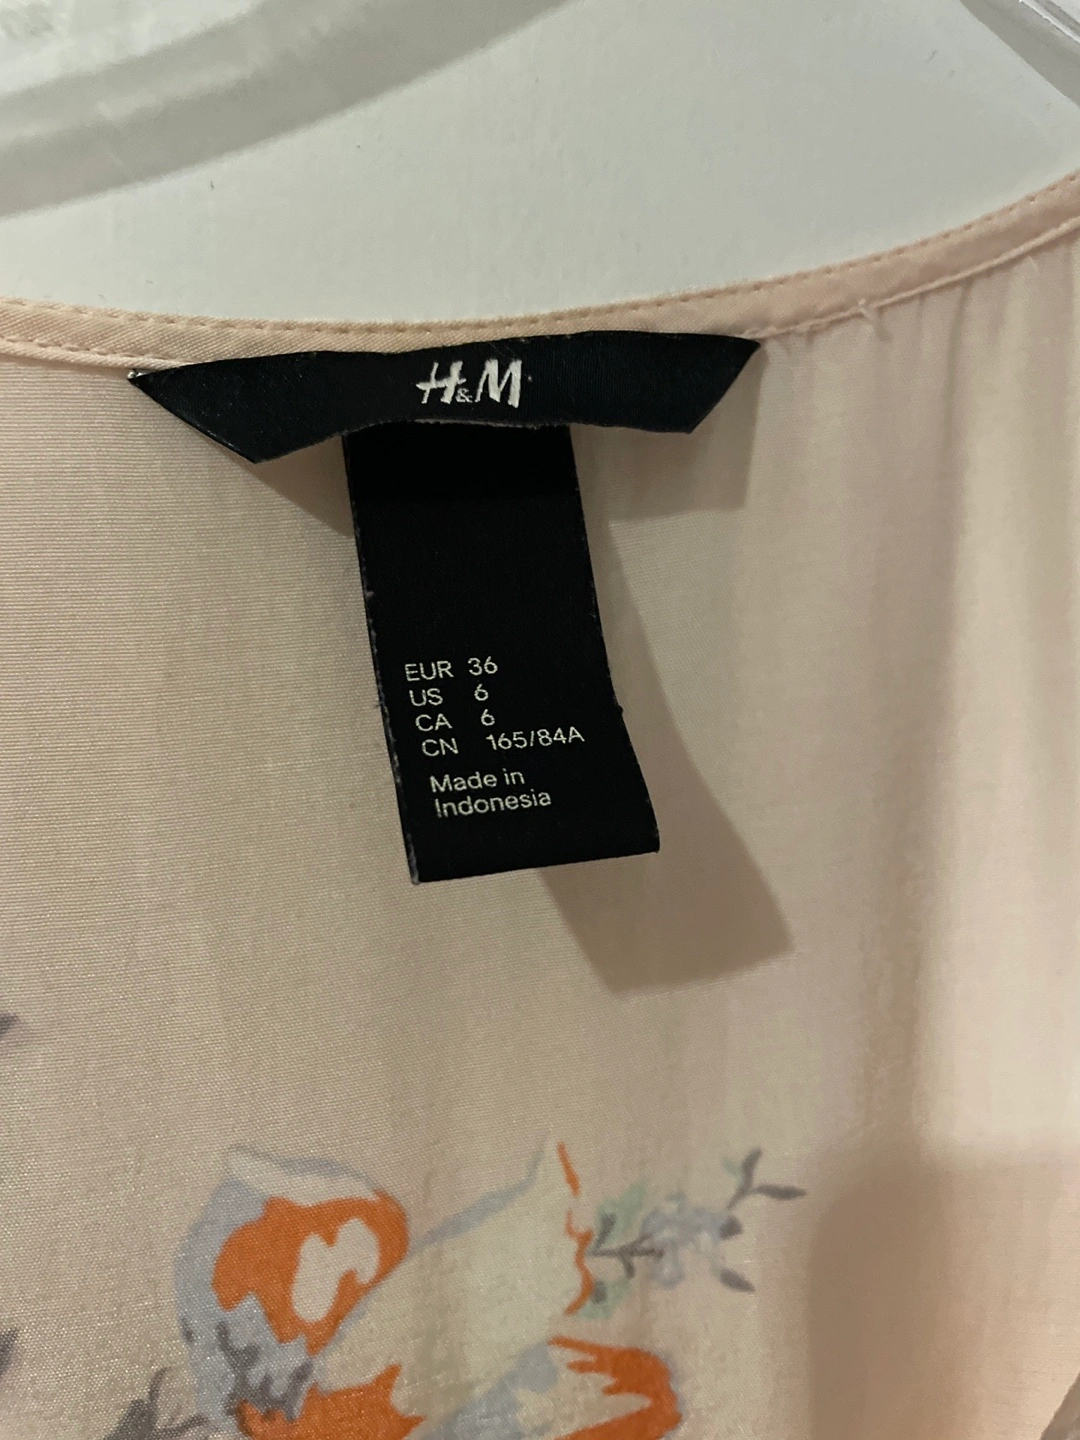 H&M
EUR 36
US 6
CA 6
CN 165/84A
Made in
Indonesia